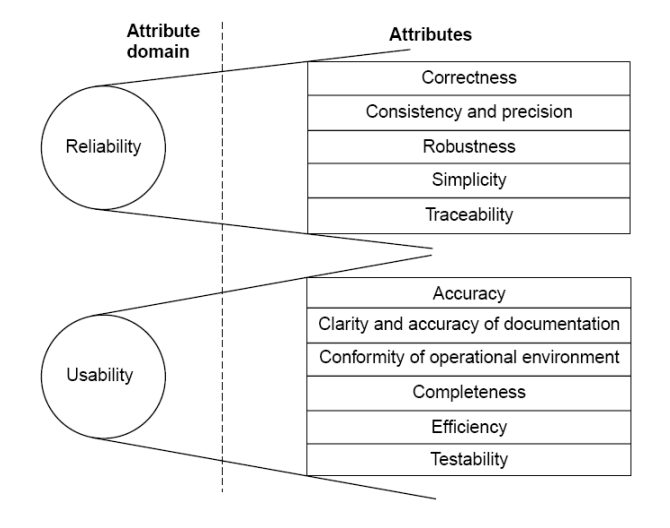 Attribute
domain
Attributes
Reliability
Correctness
Consistency and precision
Robustness
Simplicity
Traceability
Usability
Accuracy
Clarity and accuracy of documentation
Conformity of operational environment
Completeness
Efficiency
Testability